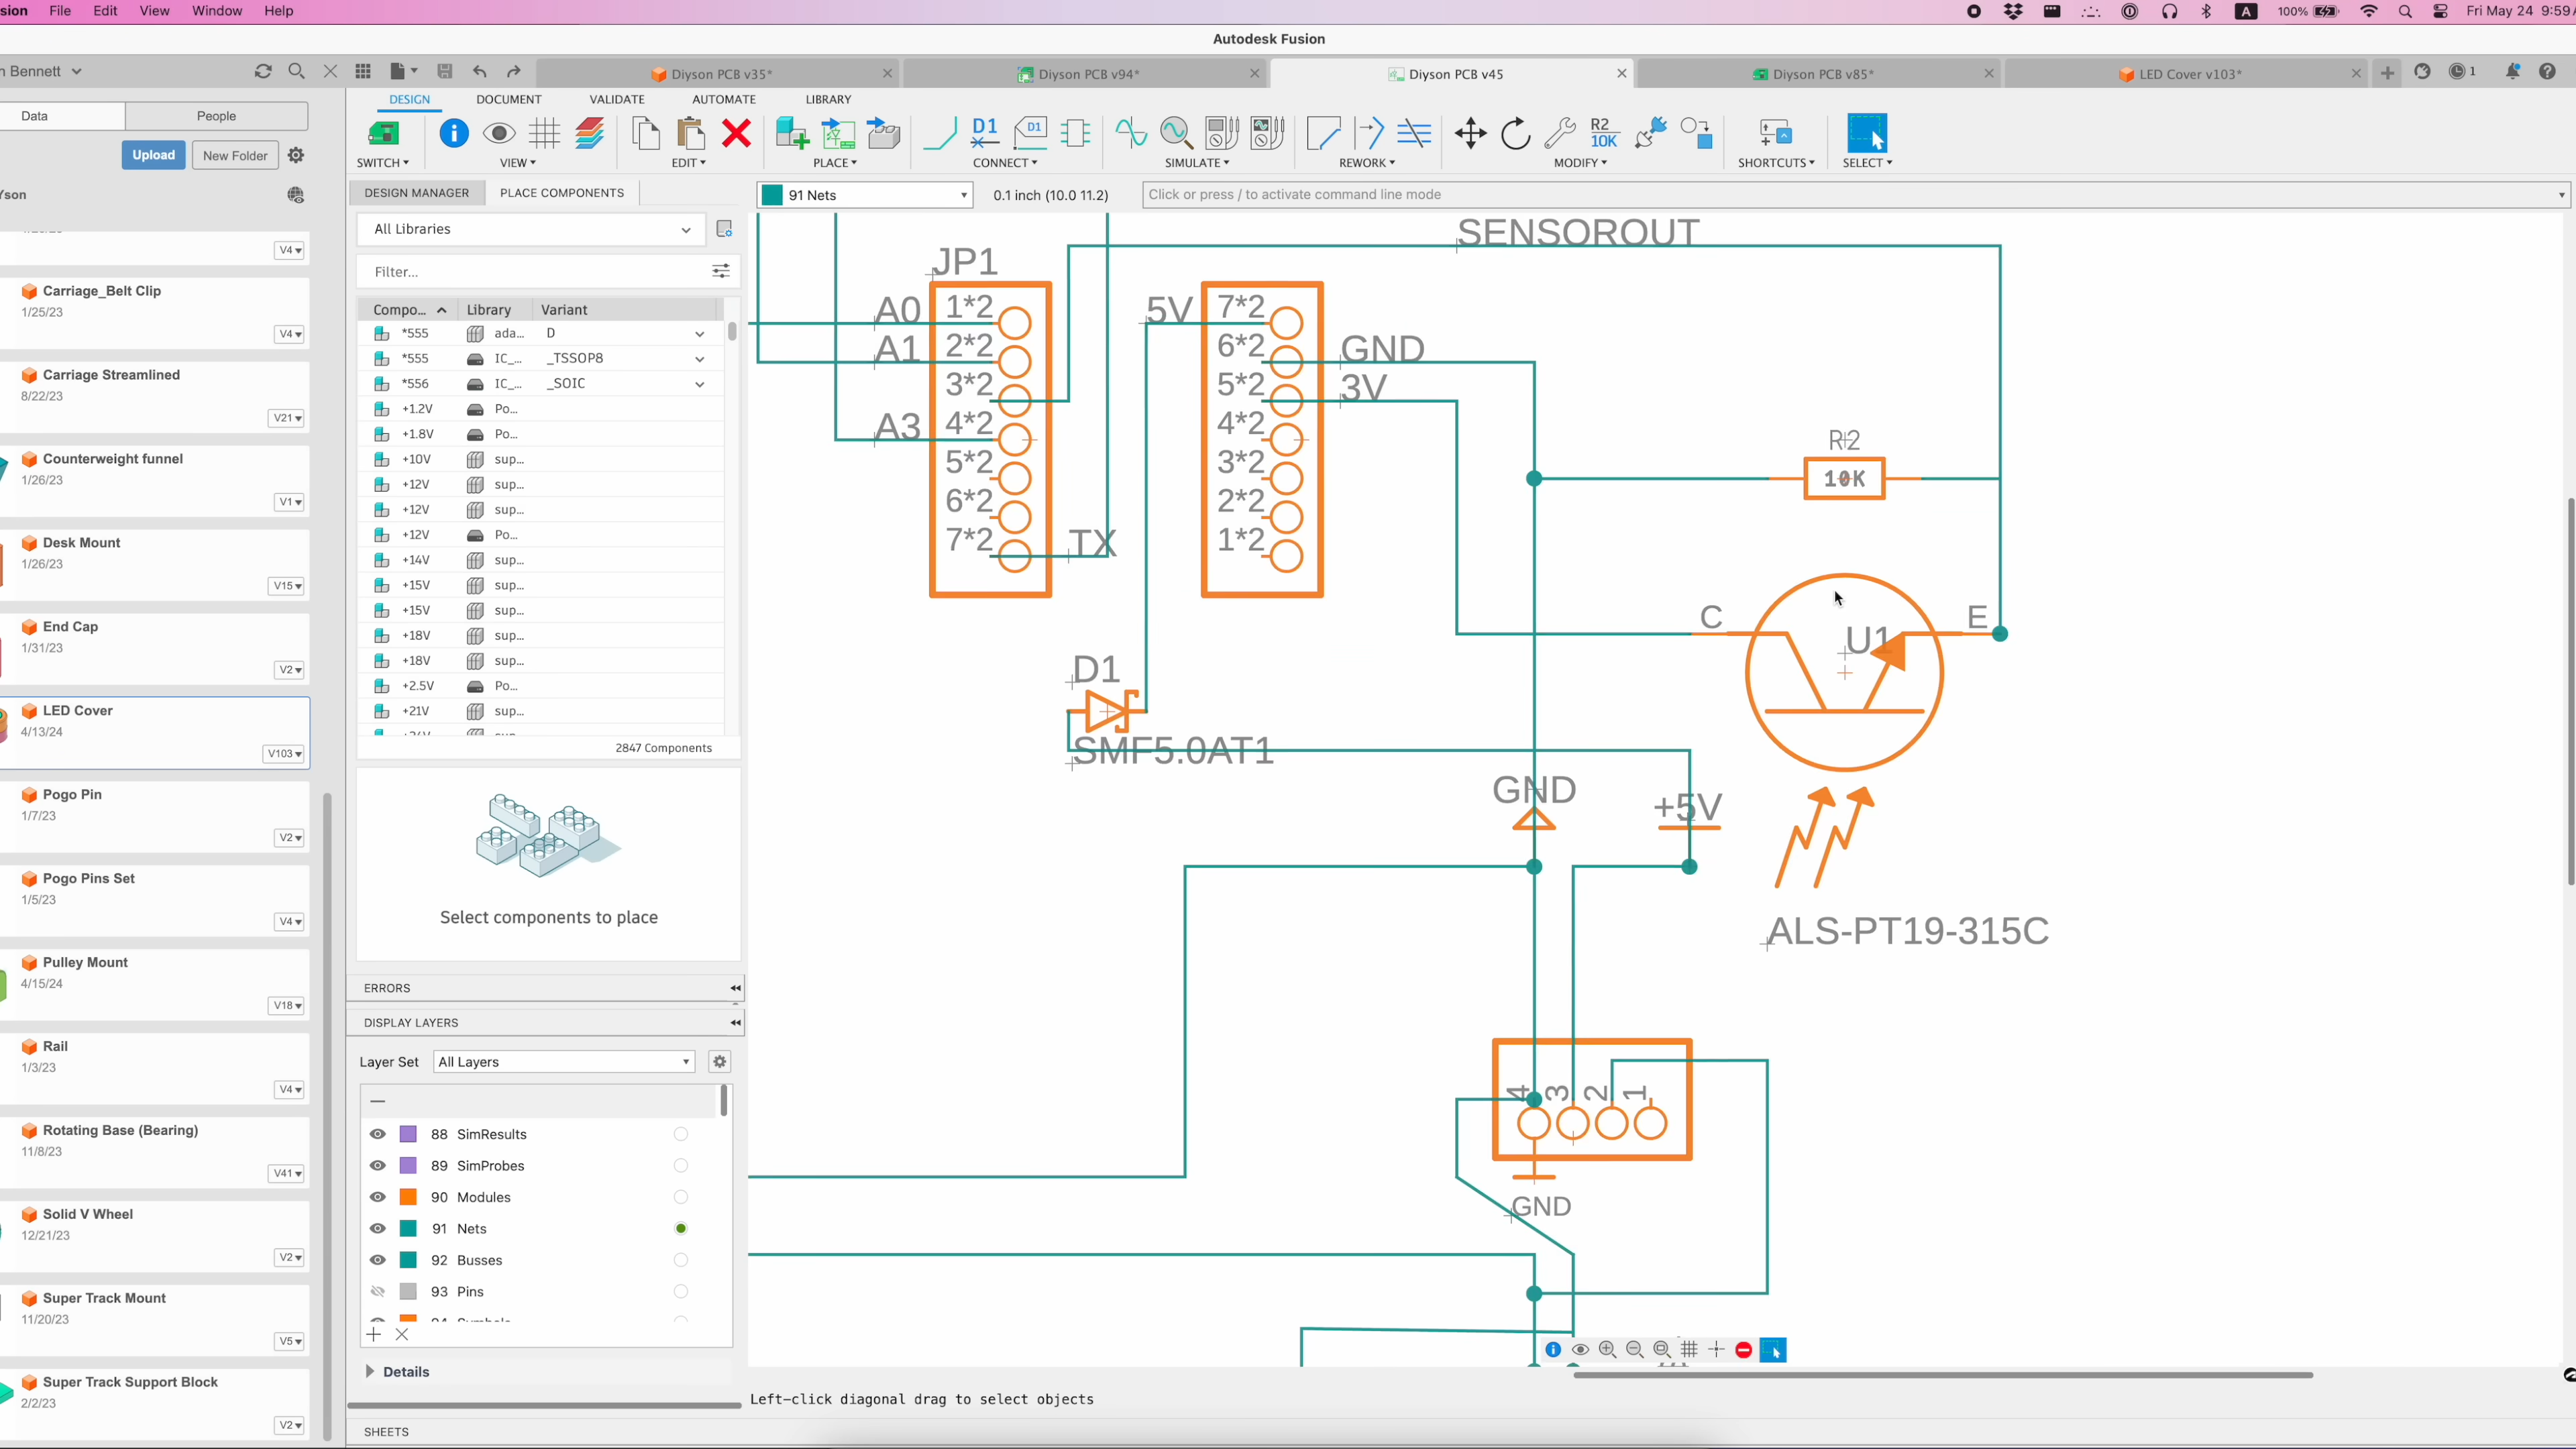 sion File Edit View Window Help
A 100% Fri May 24 9:59
Autodesk Fusion
n Bennett
Diyson PCB v35*
Diyson PCB v94*
Diyson PCB v45
Diyson PCB v85*
LED Cover v103*
1
Data People
Upload New Folder
DESIGN DOCUMENT VALIDATE AUTOMATE LIBRARY
SWITCH VIEW EDIT PLACE CONNECT SIMULATE REWORK MODIFY SHORTCUTS SELECT
D1
D1
R2
10K
DESIGN MANAGER PLACE COMPONENTS
91 Nets
0.1 inch (10.0 11.2)
Click or press / to activate command line mode
All Libraries
Filter...
Compo... Library Variant
*555 ada... D
*555 IC_... _TSSOP8
*556 IC_... _SOIC
+1.2V Po...
+1.8V Po...
+10V sup...
+12V sup...
+12V sup...
+12V Po...
+14V sup...
+15V sup...
+15V sup...
+18V sup...
+18V sup...
+2.5V Po...
+21V sup...
2847 Components
Select components to place
ERRORS
DISPLAY LAYERS
Layer Set All Layers
88 SimResults
89 SimProbes
90 Modules
91 Nets
92 Busses
93 Pins
Details
SHEETS
V4
Carriage_Belt Clip
1/25/23
V4
Carriage Streamlined
8/22/23
V21
Counterweight funnel
1/26/23
V1
Desk Mount
1/26/23
V15
End Cap
1/31/23
V2
LED Cover
4/13/24
V103
Pogo Pin
1/7/23
V2
Pogo Pins Set
1/5/23
V4
Pulley Mount
4/15/24
V18
Rail
1/3/23
V4
Rotating Base (Bearing)
11/8/23
V41
Solid V Wheel
12/21/23
V2
Super Track Mount
11/20/23
V5
Super Track Support Block
2/2/23
V2
SENSOROUT
JP1
A0 1*2
A1 2*2
3*2
A3 4*2
5*2
6*2
7*2 TX
5V 7*2
6*2 GND
5*2 3V
4*2
3*2
2*2
1*2
R2
10K
C U1 E
D1
SMF5.0AT1
GND
+5V
ALS-PT19-315C
4 3 2 1
GND
Left-click diagonal drag to select objects